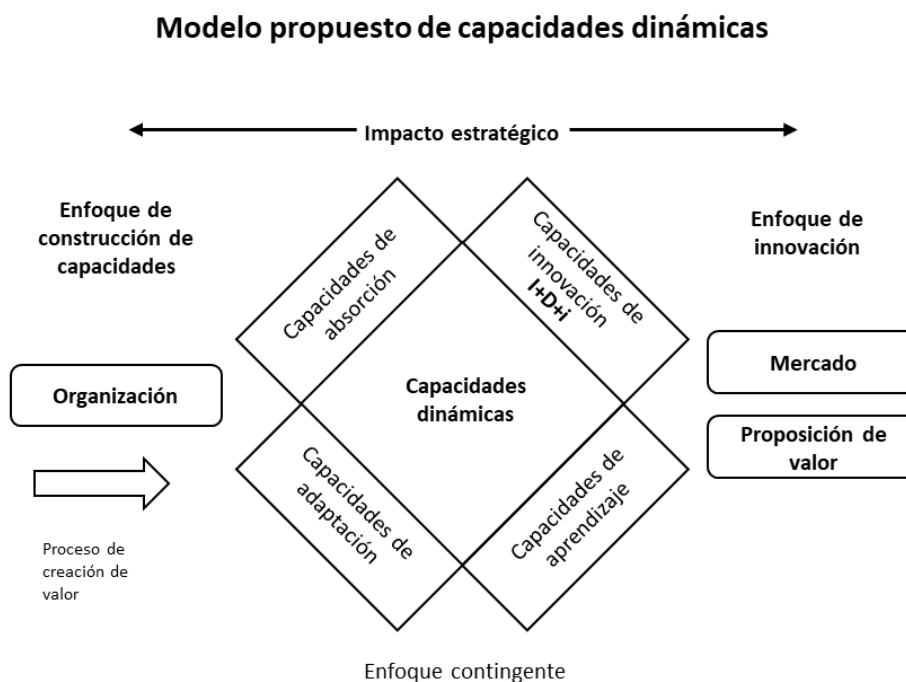 Modelo propuesto de capacidades dinámicas
Impacto estratégico
Enfoque de
construcción de
capacidades
Enfoque de
innovación
Capacidades de
absorción
Capacidades de
innovación
I+D+i
Organización
Capacidades
dinámicas
Mercado
Proposición de
valor
Capacidades de
adaptación
Capacidades de
aprendizaje
Proceso de
creación de
valor
Enfoque contingente